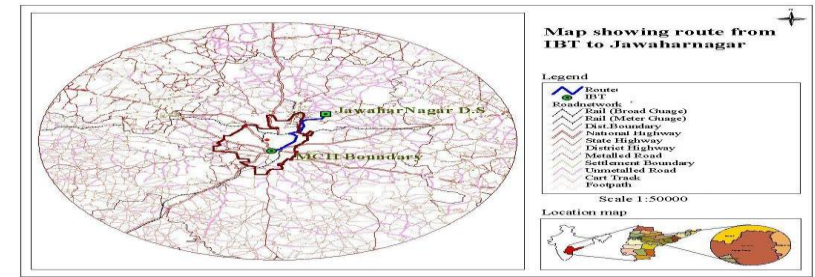 Map showing route from
IBT to Jawaharnagar
Legend
Route
IBT
Roadnetwork
Rail (Broad Guage)
Rail (Meter Guage)
Dist.Boundary
National Highway
State Highway
District Highway
Metalled Road
Settlement Boundary
Unmetalled Road
Cart Track
Footpath
Scale 1:50000
Location map
JawaharNagar D.S
MCH Boundary